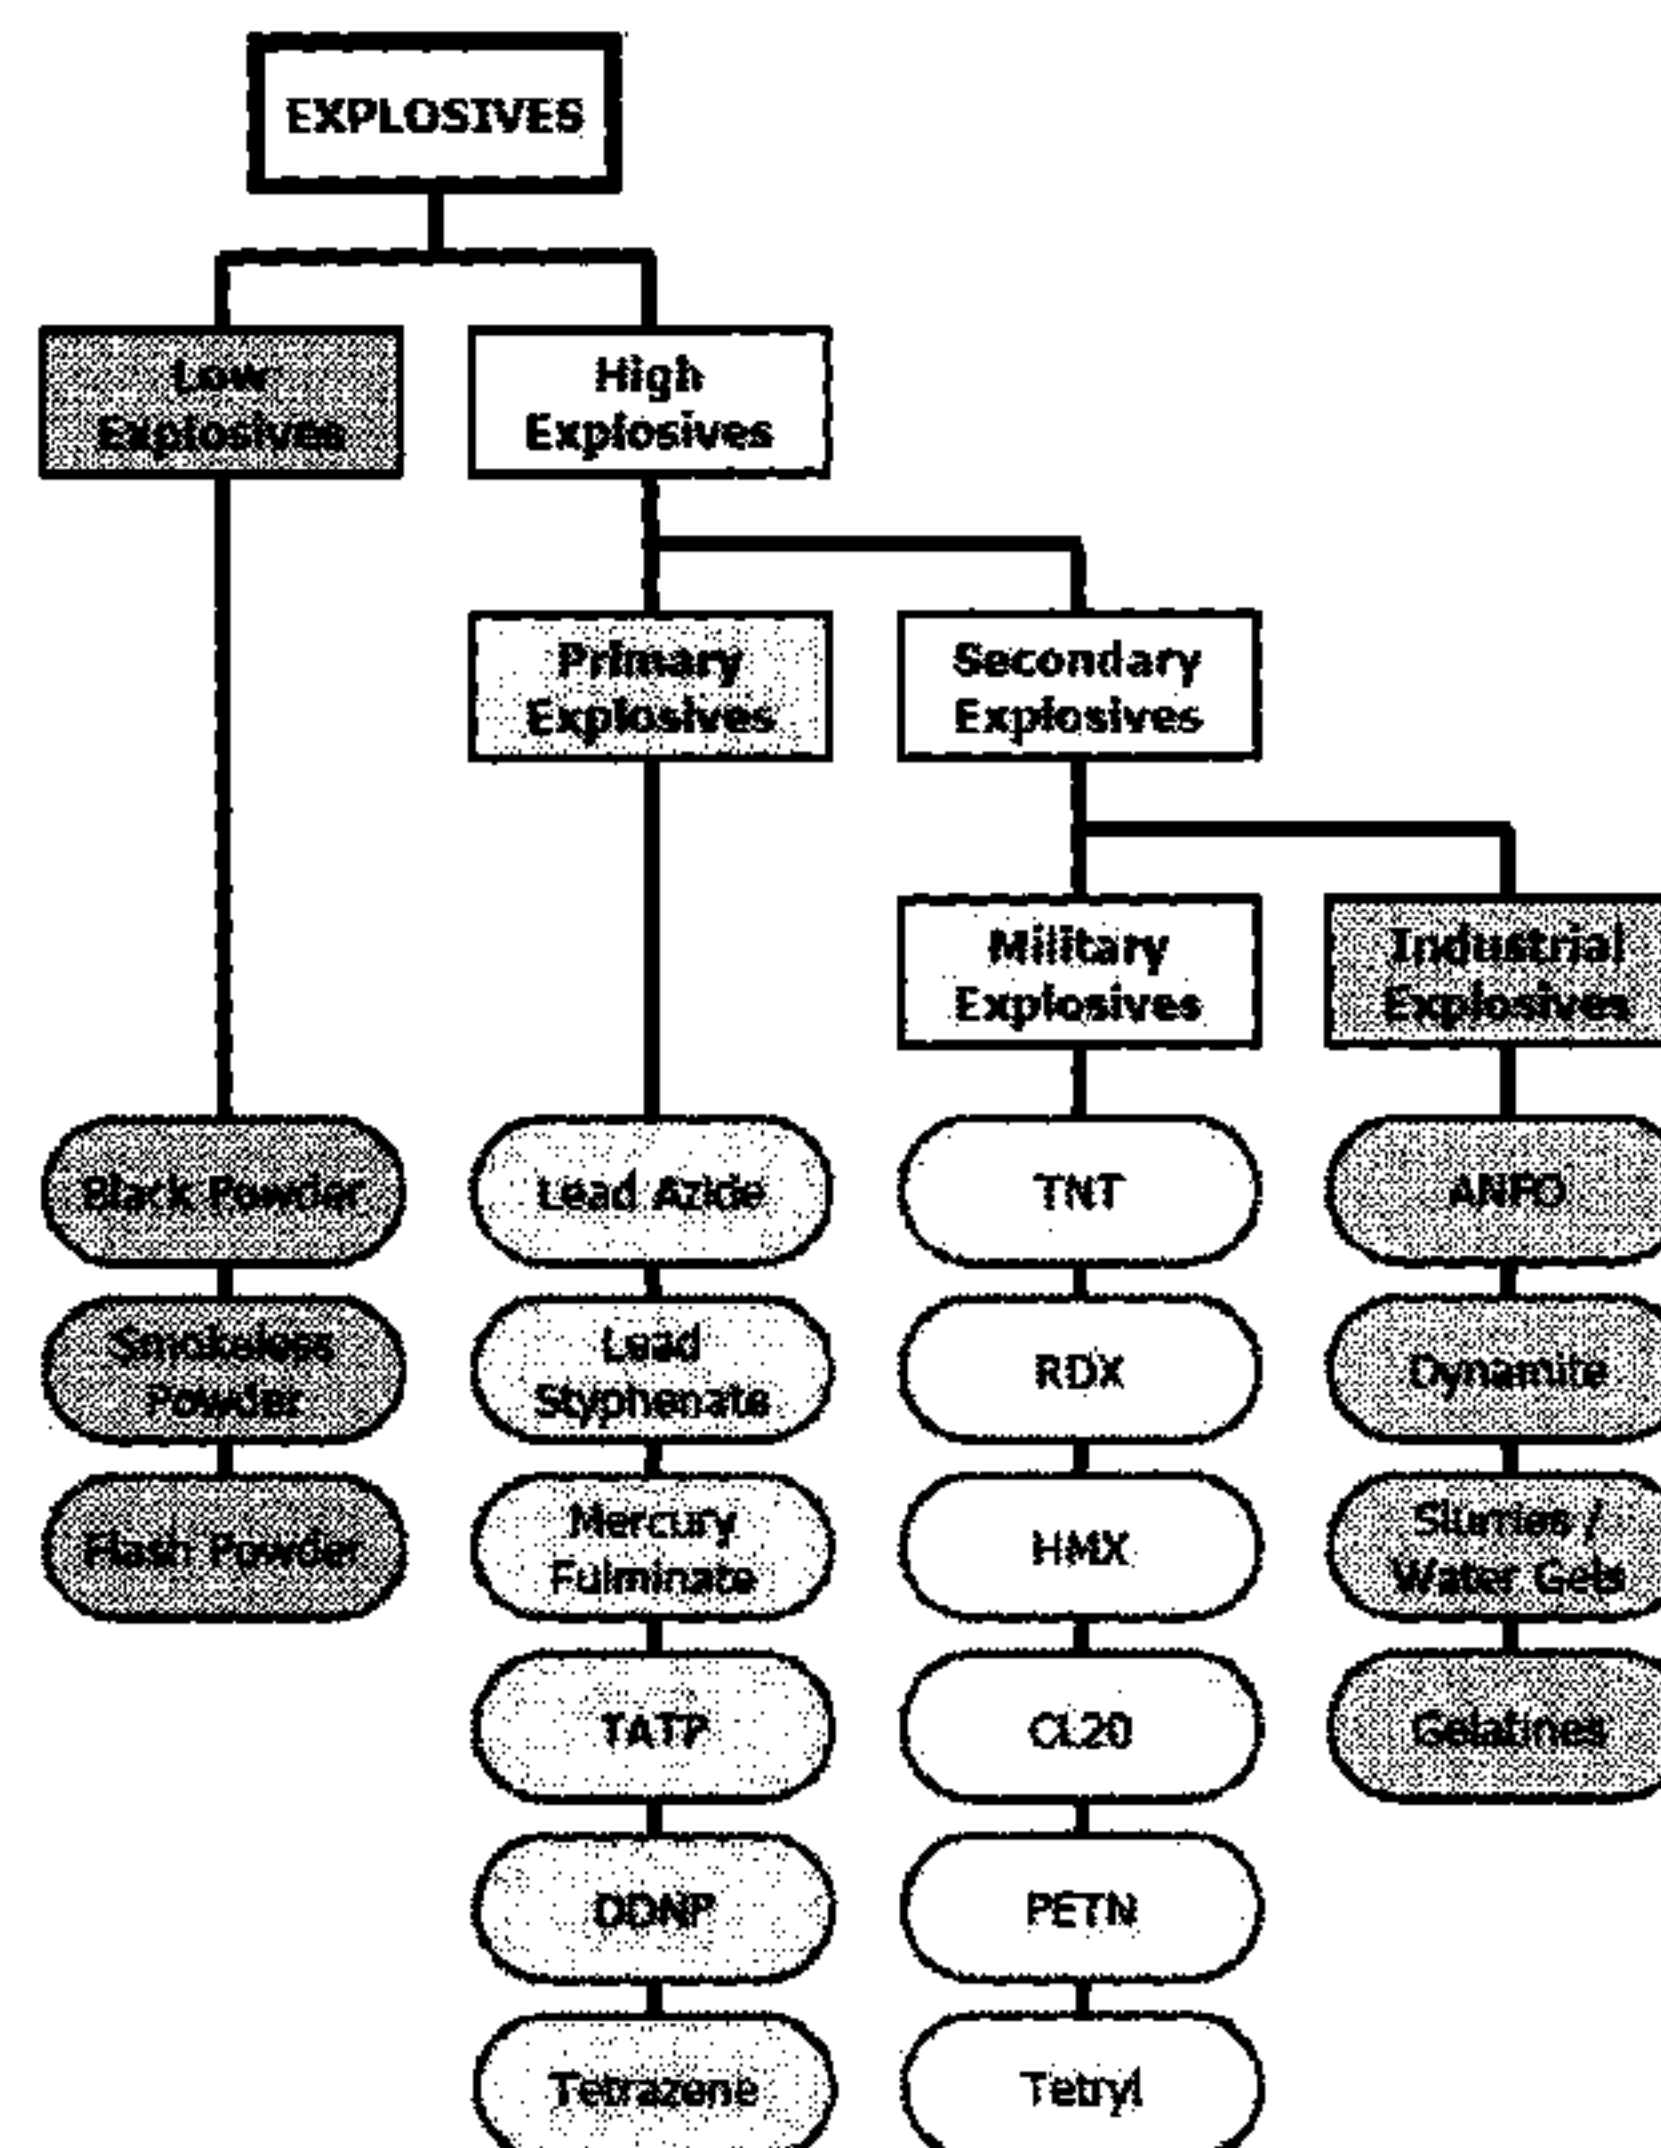 EXPLOSIVES
Low
Explosives
High
Explosives
Primary
Explosives
Secondary
Explosives
Military
Explosives
Industrial
Explosives
Black Powder
Smokeless
Powder
Flash Powder
Lead Azide
Lead
Styphenate
Mercury
Fulminate
TATP
DDNP
Tetrazene
TNT
RDX
HMX
CL20
PETN
Tetryl
ANFO
Dynamite
Slurries /
Water Gels
Gelatines